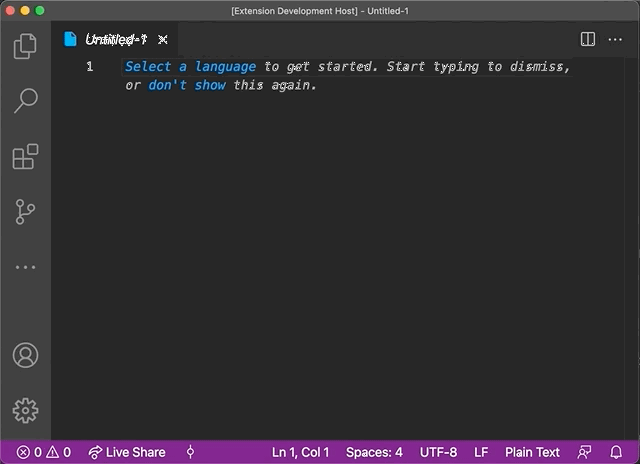 [Extension Development Host] - Untitled-1
Untitled-1
1 Select a language to get started. Start typing to dismiss,
or don't show this again.
0 0 Live Share Ln 1, Col 1 Spaces: 4 UTF-8 LF Plain Text